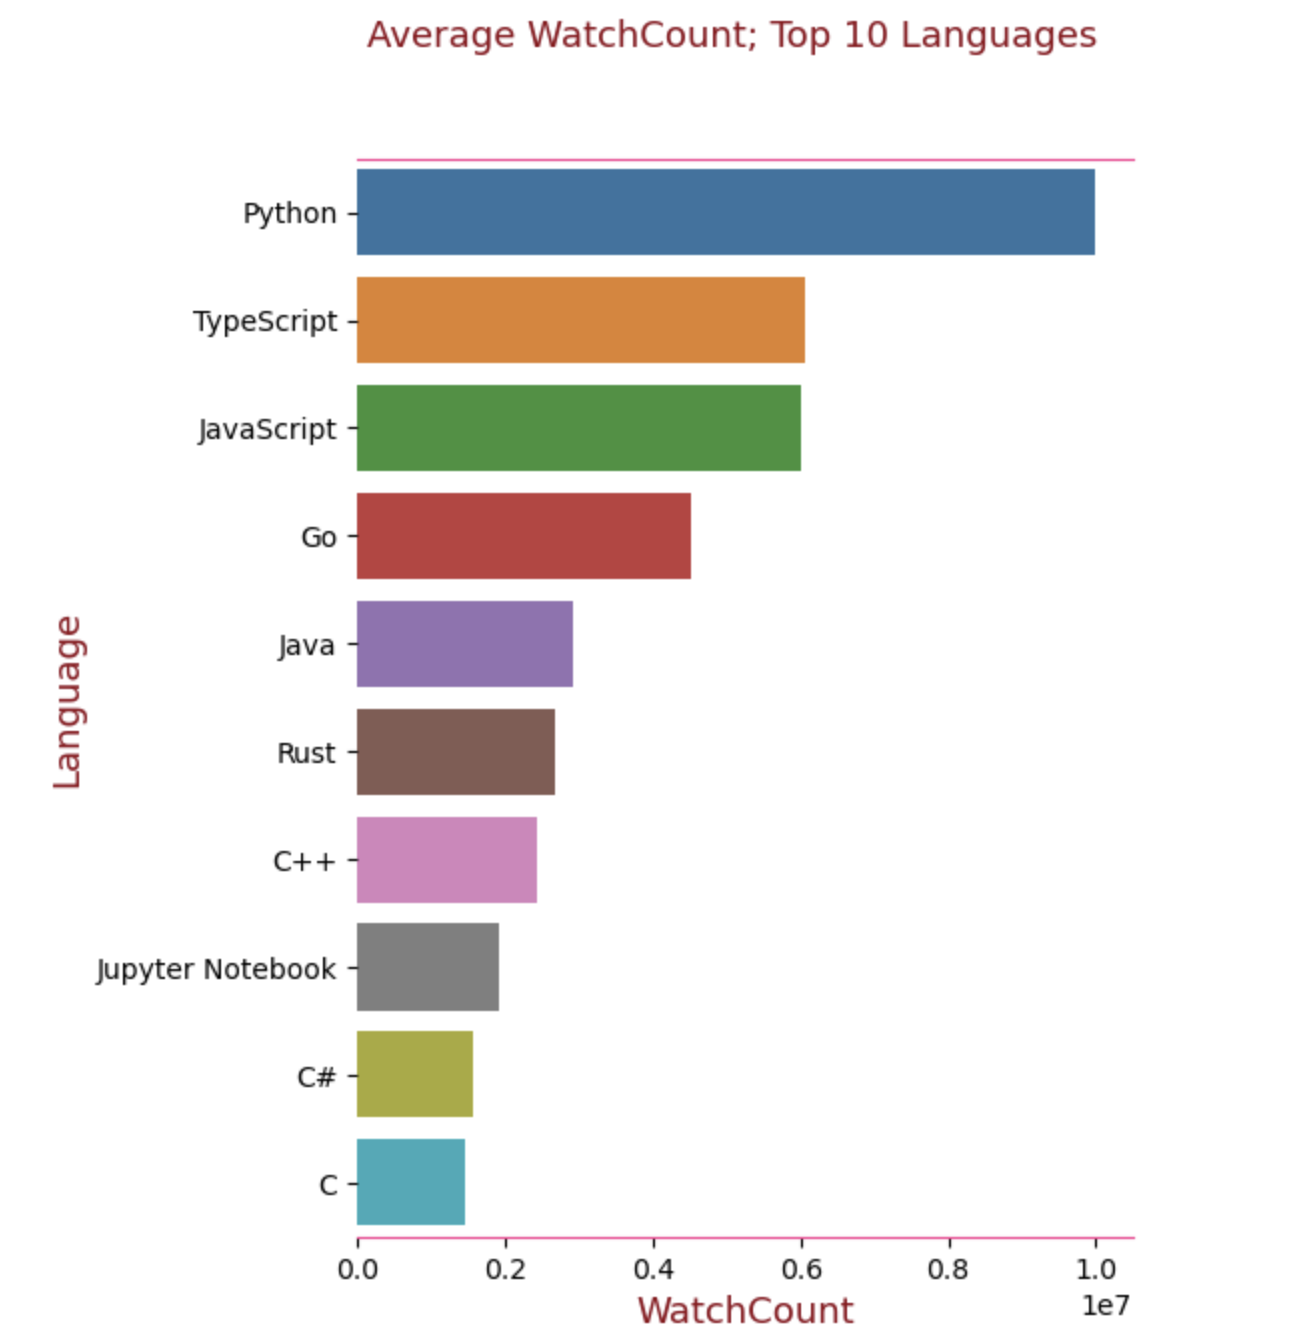 Average WatchCount; Top 10 Languages
Language
Python
TypeScript
JavaScript
Go
Java
Rust
C++
Jupyter Notebook
C#
C
0.0 0.2 0.4 0.6 0.8 1.0
1e7
WatchCount